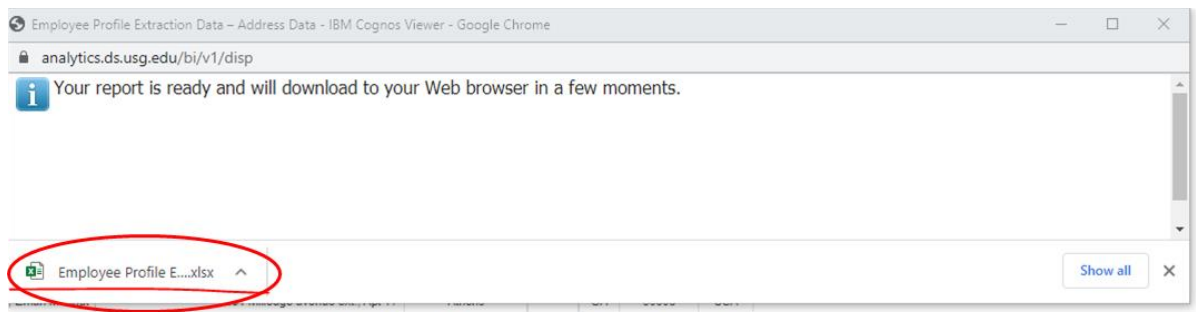 Employee Profile Extraction Data – Address Data - IBM Cognos Viewer - Google Chrome
analytics.ds.usg.edu/bi/v1/disp
i Your report is ready and will download to your Web browser in a few moments.
Employee Profile E....xlsx
Show all